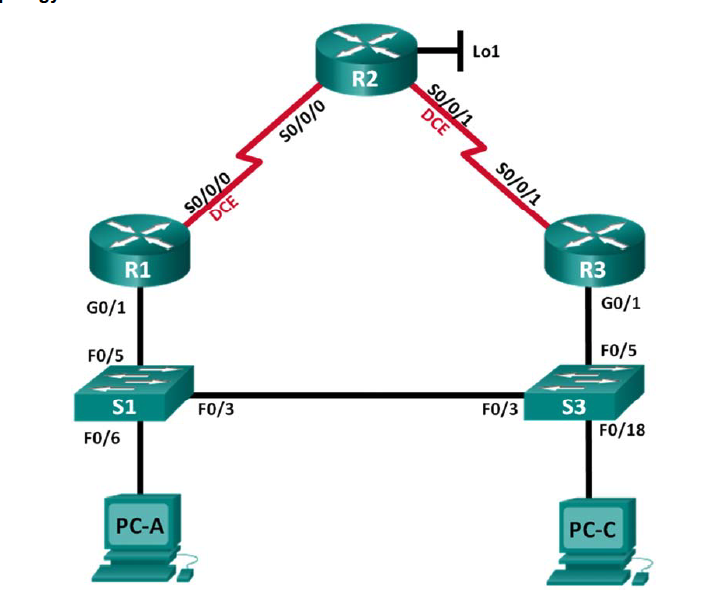 Lo1
R2
S0/0/1
DCE
S0/0/0
S0/0/1
S0/0/0
DCE
R1
R3
G0/1
G0/1
F0/5
F0/5
S1
F0/3
F0/3
S3
F0/6
F0/18
PC-A
PC-C